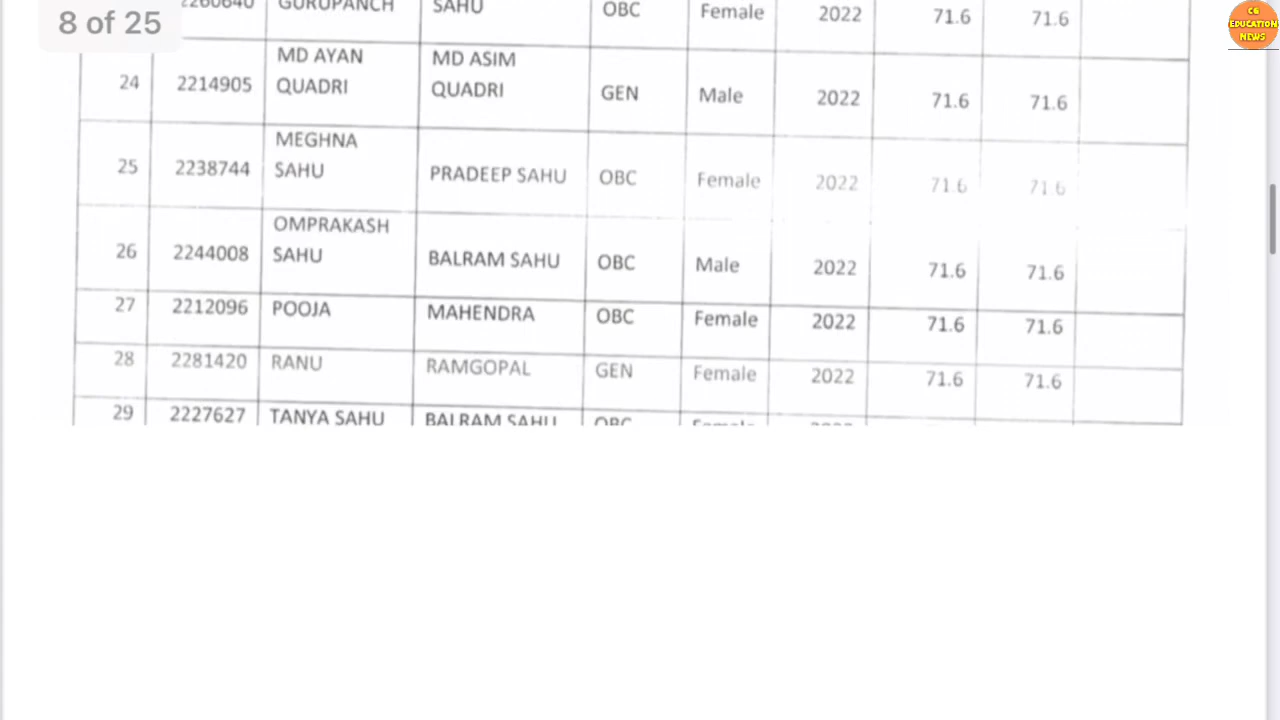 8 of 25
GURUPANCH SAHU OBC Female 2022 71.6 71.6
CG
EDUCATION
NEWS
MD AYAN MD ASIM
24 2214905 QUADRI QUADRI GEN Male 2022 71.6 71.6
MEGHNA
25 2238744 SAHU PRADEEP SAHU OBC Female 2022 71.6 71.6
OMPRAKASH
26 2244008 SAHU BALRAM SAHU OBC Male 2022 71.6 71.6
27 2212096 POOJA MAHENDRA OBC Female 2022 71.6 71.6
28 2281420 RANU RAMGOPAL GEN Female 2022 71.6 71.6
29 2227627 TANYA SAHU BALRAM SAHU OBC Female